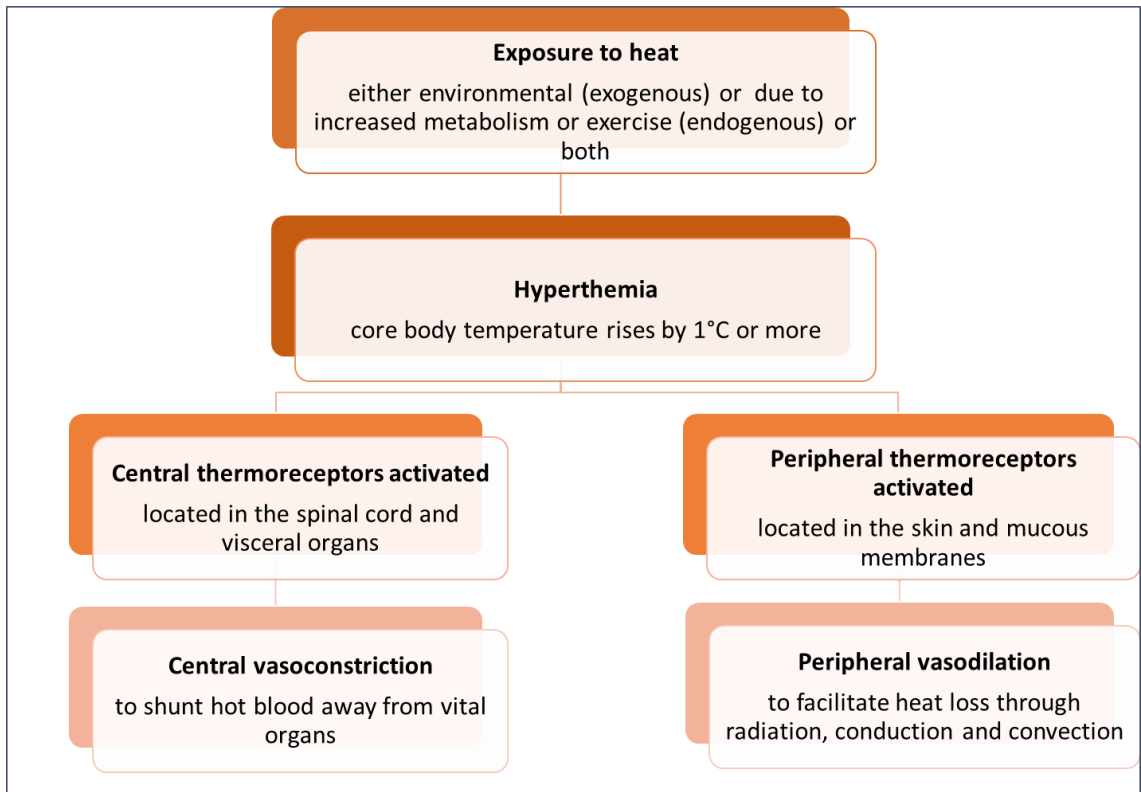 Exposure to heat
either environmental (exogenous) or due to
increased metabolism or exercise (endogenous) or
both
Hyperthemia
core body temperature rises by 1°C or more
Central thermoreceptors activated
located in the spinal cord and
visceral organs
Peripheral thermoreceptors
activated
located in the skin and mucous
membranes
Central vasoconstriction
to shunt hot blood away from vital
organs
Peripheral vasodilation
to facilitate heat loss through
radiation, conduction and convection